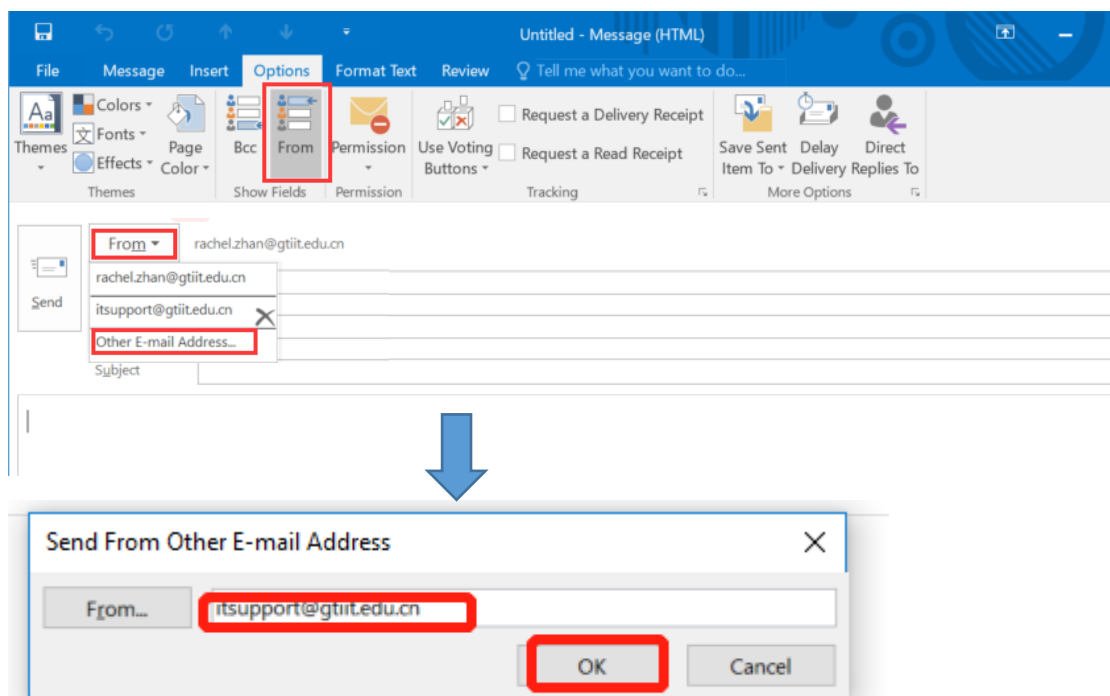 Untitled - Message (HTML)
File Message Insert Options Format Text Review Tell me what you want to do...
Aa Colors Request a Delivery Receipt
文 Fonts
Themes Page Bcc From Permission Use Voting Request a Read Receipt Save Sent Delay Direct
Effects Color Buttons Item To Delivery Replies To
Themes Show Fields Permission Tracking More Options
From rachel.zhan@gtiit.edu.cn
rachel.zhan@gtiit.edu.cn
Send itsupport@gtiit.edu.cn
Other E-mail Address...
Subject
Send From Other E-mail Address
From... itsupport@gtiit.edu.cn
OK Cancel